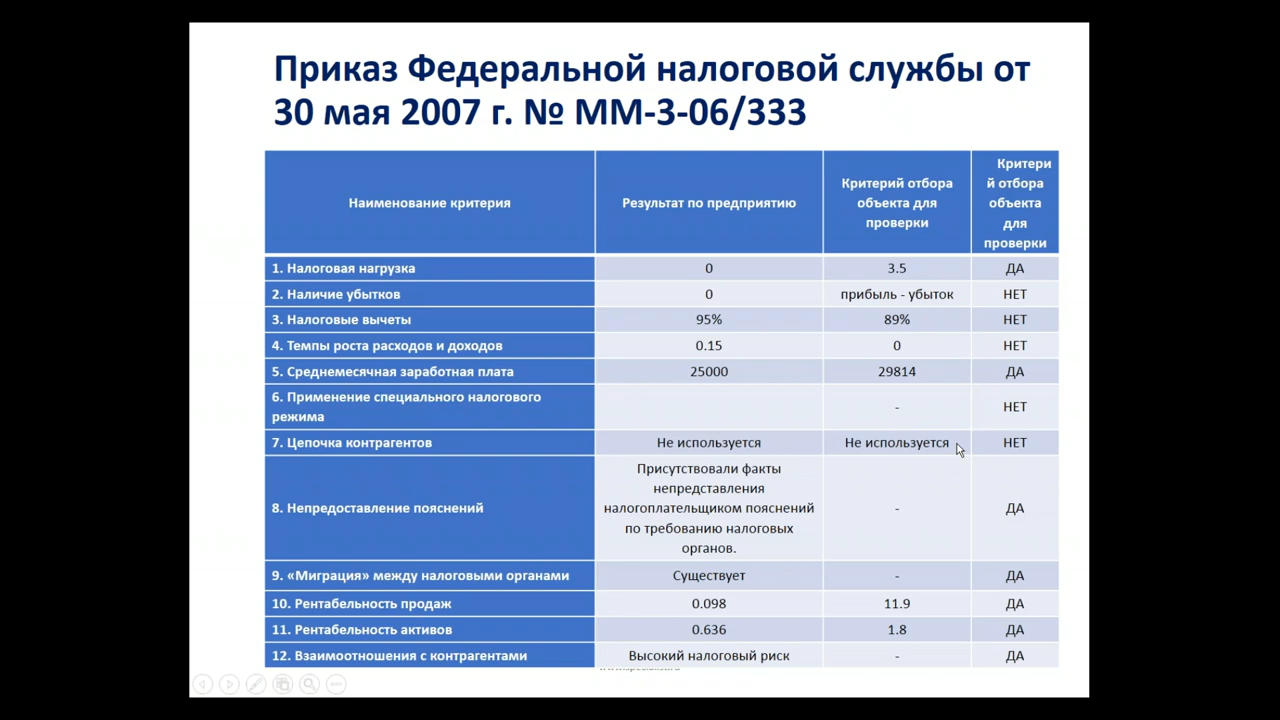 Приказ Федеральной налоговой службы от
30 мая 2007 г. № ММ-3-06/333
Наименование критерия
Результат по предприятию
Критерий отбора
объекта для
проверки
Критери
й отбора
объекта
для
проверки
1. Налоговая нагрузка
0
3.5
ДА
2. Наличие убытков
0
прибыль - убыток
НЕТ
3. Налоговые вычеты
95%
89%
НЕТ
4. Темпы роста расходов и доходов
0.15
0
НЕТ
5. Среднемесячная заработная плата
25000
29814
ДА
6. Применение специального налогового
режима
-
НЕТ
7. Цепочка контрагентов
Не используется
Не используется
НЕТ
8. Непредоставление пояснений
Присутствовали факты
непредставления
налогоплательщиком пояснений
по требованию налоговых
органов.
-
ДА
9. «Миграция» между налоговыми органами
Существует
-
ДА
10. Рентабельность продаж
0.098
11.9
ДА
11. Рентабельность активов
0.636
1.8
ДА
12. Взаимоотношения с контрагентами
Высокий налоговый риск
-
ДА